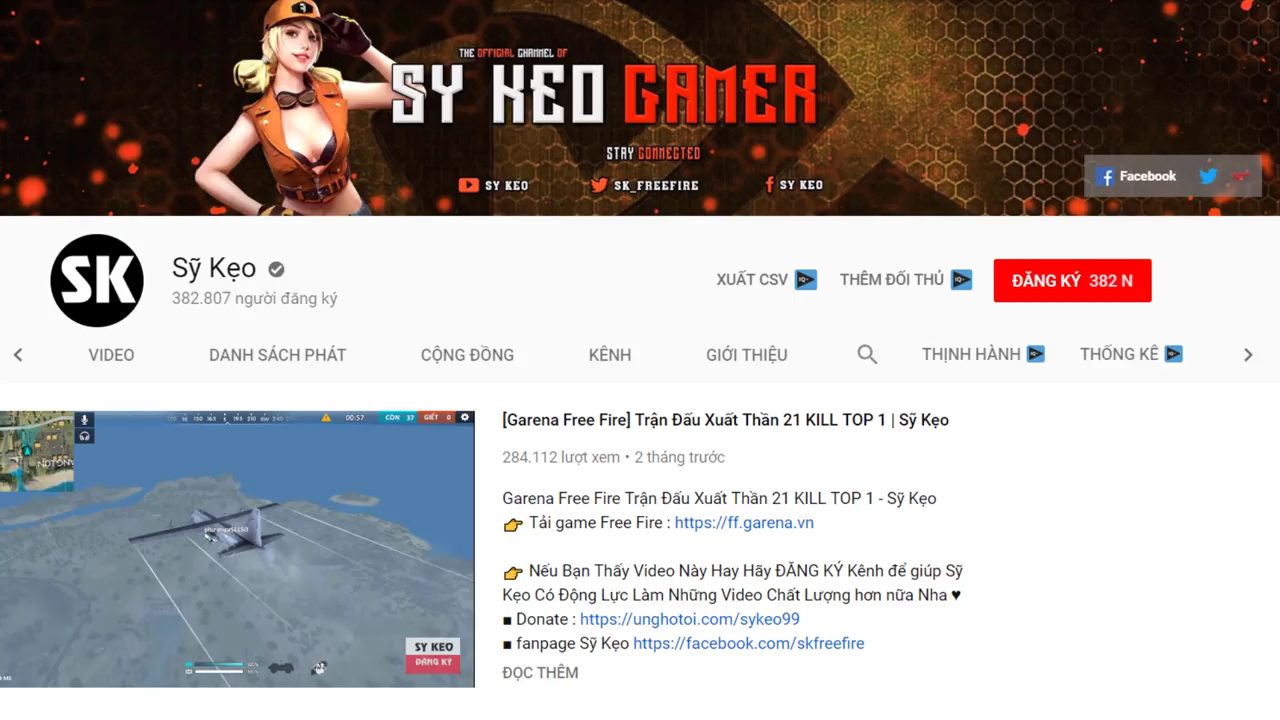 THE OFFICIAL CHANNEL OF
SY KEO GAMER
STAY CONNECTED
SY KEO
SK_FREEFIRE
SY KEO
Facebook
SK
Sỹ Kẹo
382.807 người đăng ký
XUẤT CSV
THÊM ĐỐI THỦ
ĐĂNG KÝ 382 N
VIDEO
DANH SÁCH PHÁT
CỘNG ĐỒNG
KÊNH
GIỚI THIỆU
THỊNH HÀNH
THỐNG KÊ
00:57
CÒN 37
GIẾT 0
SY KEO
ĐĂNG KÝ
[Garena Free Fire] Trận Đấu Xuất Thần 21 KILL TOP 1 | Sỹ Kẹo
284.112 lượt xem • 2 tháng trước
Garena Free Fire Trận Đấu Xuất Thần 21 KILL TOP 1 - Sỹ Kẹo
👉 Tải game Free Fire : https://ff.garena.vn
👉 Nếu Bạn Thấy Video Này Hay Hãy ĐĂNG KÝ Kênh để giúp Sỹ
Kẹo Có Động Lực Làm Những Video Chất Lượng hơn nữa Nha ♥
■ Donate : https://unghotoi.com/sykeo99
■ fanpage Sỹ Kẹo https://facebook.com/skfreefire
ĐỌC THÊM